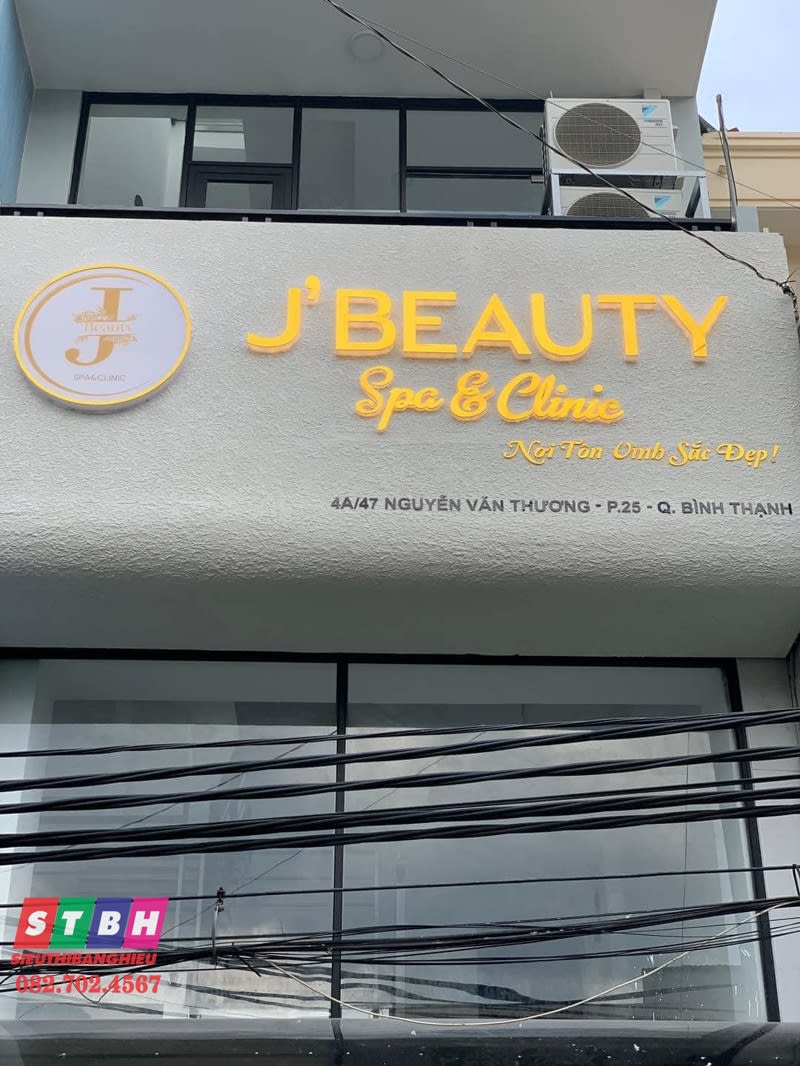 J
Beauty
SPA&CLINIC
J'BEAUTY
Spa & Clinic
Nơi Tôn Vinh Sắc Đẹp!
4A/47 NGUYỄN VĂN THƯƠNG - P.25 - Q. BÌNH THẠNH
STBH
SIEUTHIBANGHIEU
082.702.4567